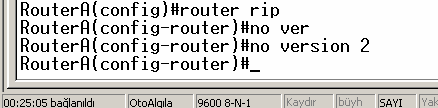 RouterA(config)#router rip
RouterA(config-router)#no ver
RouterA(config-router)#no version 2
RouterA(config-router)#_
00:25:05 bağlanıldı OtoAlgıla 9600 8-N-1 Kaydır büyh SAYI Yak